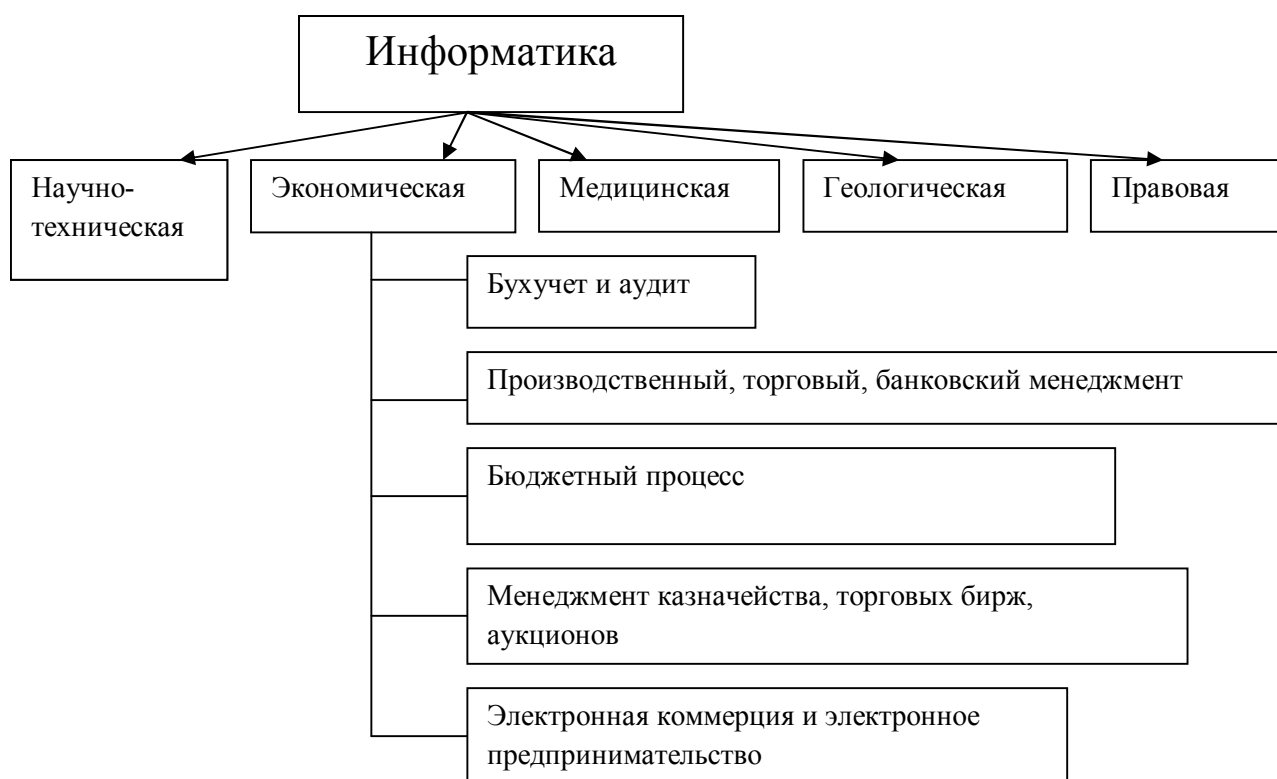 Информатика
Научно-
техническая
Экономическая
Медицинская
Геологическая
Правовая
Бухучет и аудит
Производственный, торговый, банковский менеджмент
Бюджетный процесс
Менеджмент казначейства, торговых бирж,
аукционов
Электронная коммерция и электронное
предпринимательство